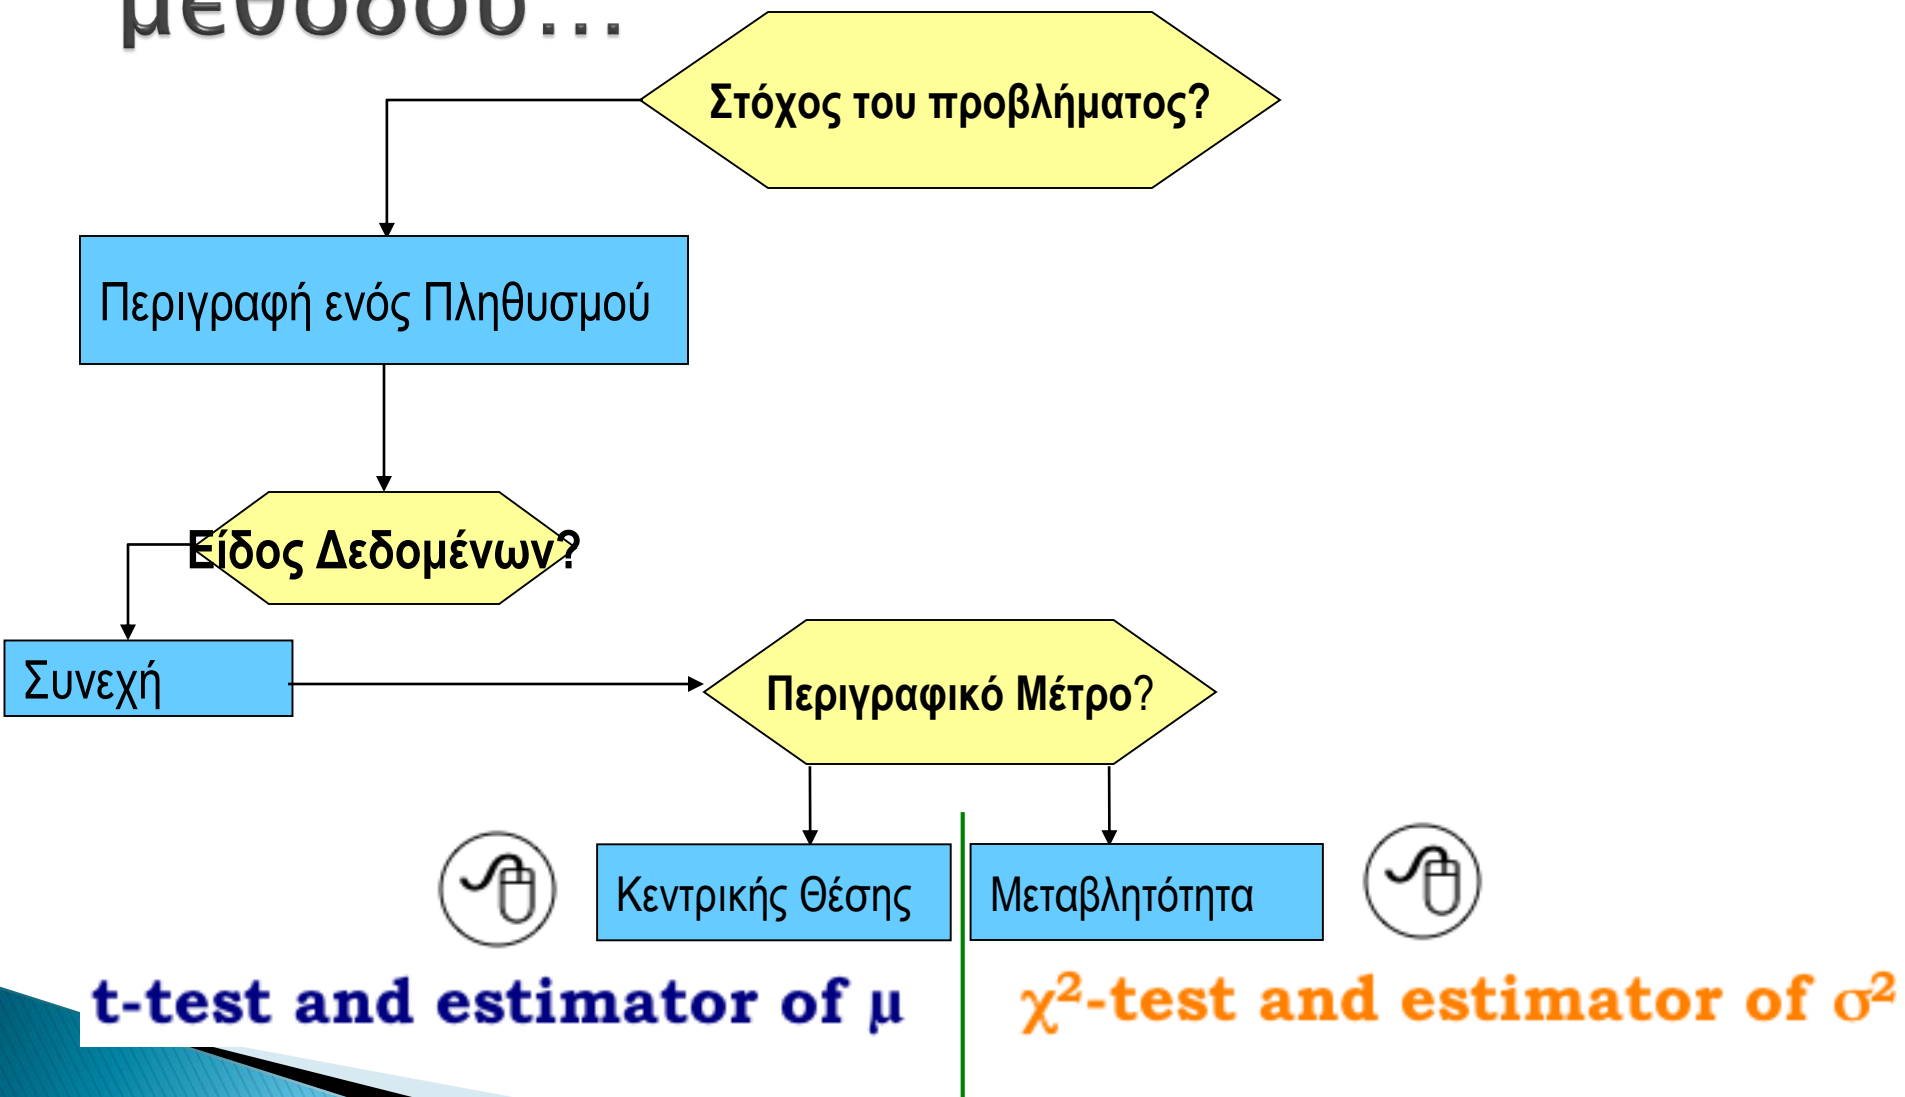 μεθόδου...
Στόχος του προβλήματος?
Περιγραφή ενός Πληθυσμού
Είδος Δεδομένων?
Συνεχή
Περιγραφικό Μέτρο?
Κεντρικής Θέσης
Μεταβλητότητα
t-test and estimator of μ
χ²-test and estimator of σ²